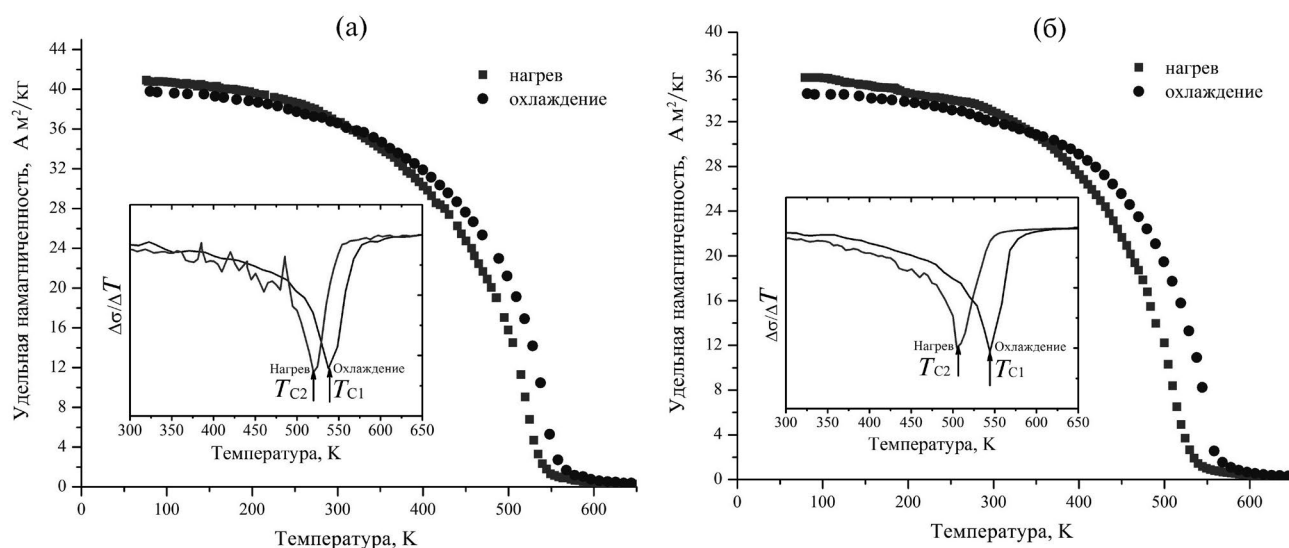 (а)
Удельная намагниченность, А м²/кг
44
40
36
32
28
24
20
16
12
8
4
0
нагрев
охлаждение
Δσ/ΔT
Нагрев
Охлаждение
TC2
TC1
300 350 400 450 500 550 600 650
Температура, К
0 100 200 300 400 500 600
Температура, К
(б)
Удельная намагниченность, А м²/кг
40
36
32
28
24
20
16
12
8
4
0
нагрев
охлаждение
Δσ/ΔT
Нагрев
Охлаждение
TC2
TC1
300 350 400 450 500 550 600 650
Температура, К
0 100 200 300 400 500 600
Температура, К